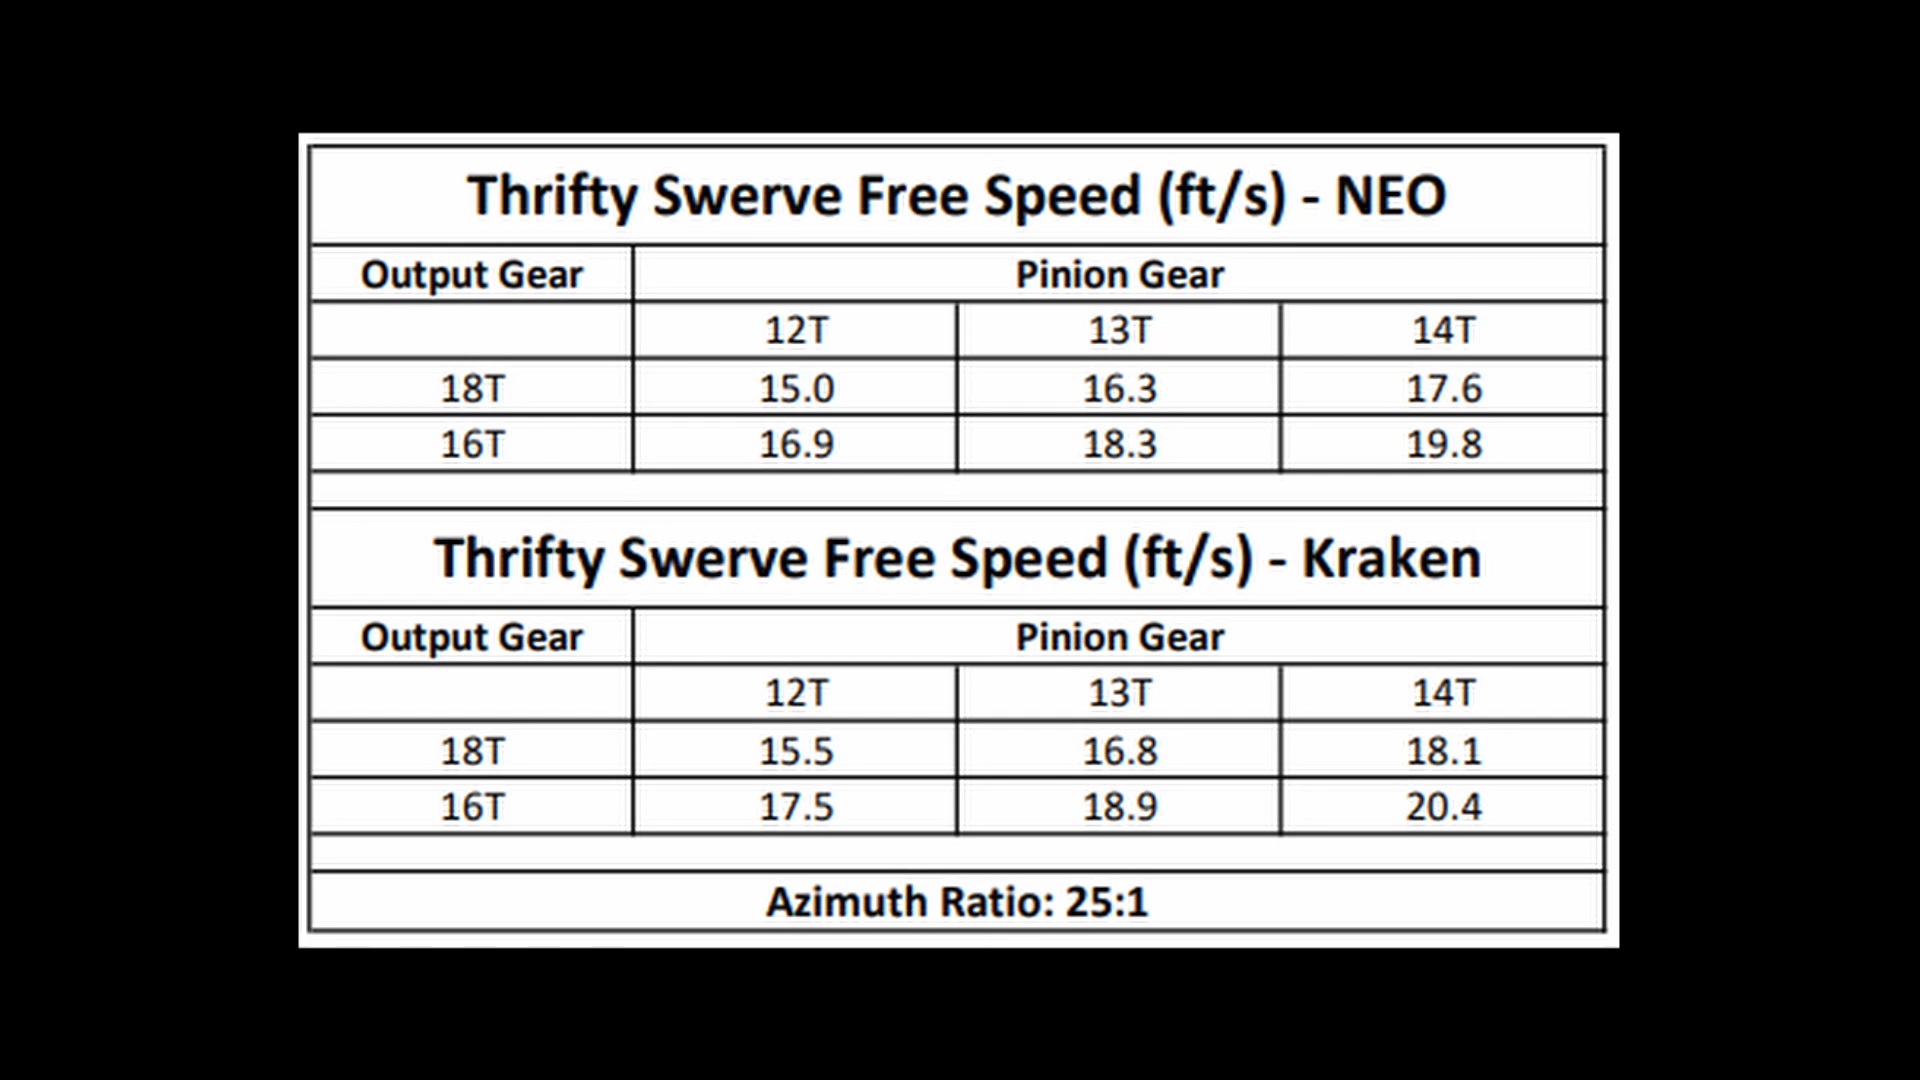 Thrifty Swerve Free Speed (ft/s) - NEO
Output Gear Pinion Gear
12T 13T 14T
18T 15.0 16.3 17.6
16T 16.9 18.3 19.8
Thrifty Swerve Free Speed (ft/s) - Kraken
Output Gear Pinion Gear
12T 13T 14T
18T 15.5 16.8 18.1
16T 17.5 18.9 20.4
Azimuth Ratio: 25:1